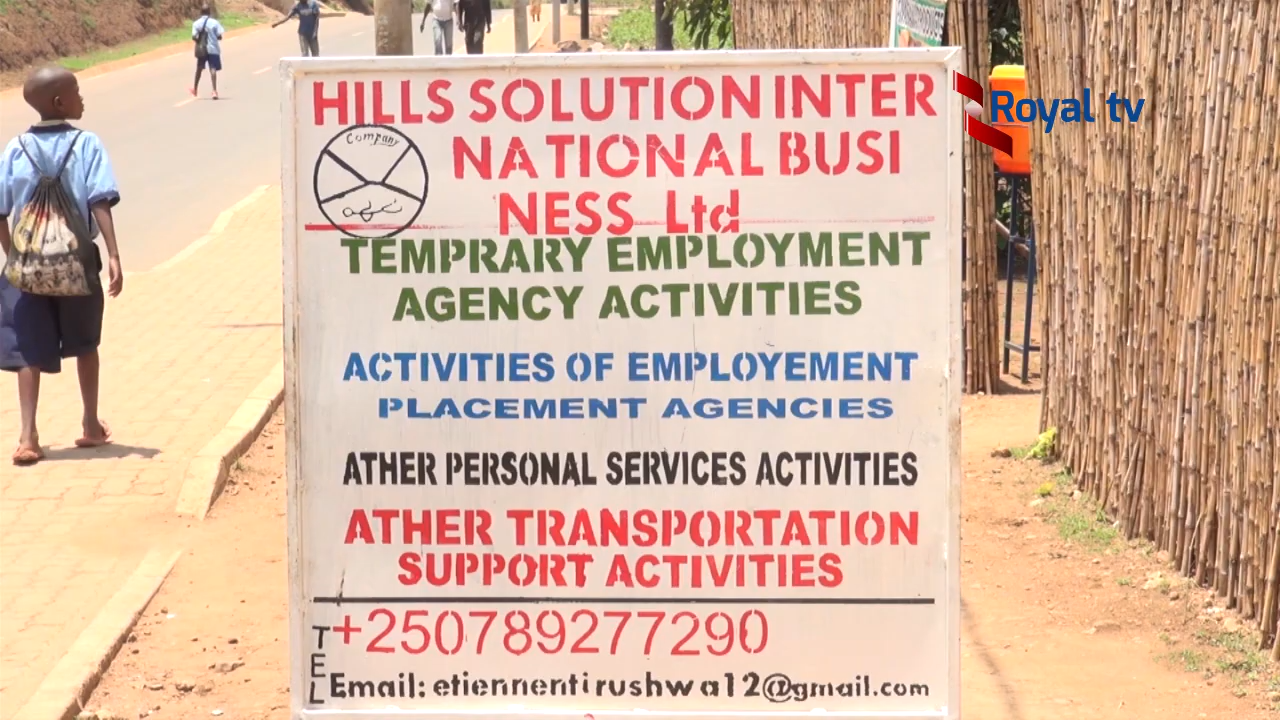 Royal tv
HILLS SOLUTION INTER
NATIONAL BUSI
NESS Ltd
Company
TEMPRARY EMPLOYMENT
AGENCY ACTIVITIES
ACTIVITIES OF EMPLOYEMENT
PLACEMENT AGENCIES
ATHER PERSONAL SERVICES ACTIVITIES
ATHER TRANSPORTATION
SUPPORT ACTIVITIES
TEL +250789277290
Email: etiennentirushwa12@gmail.com